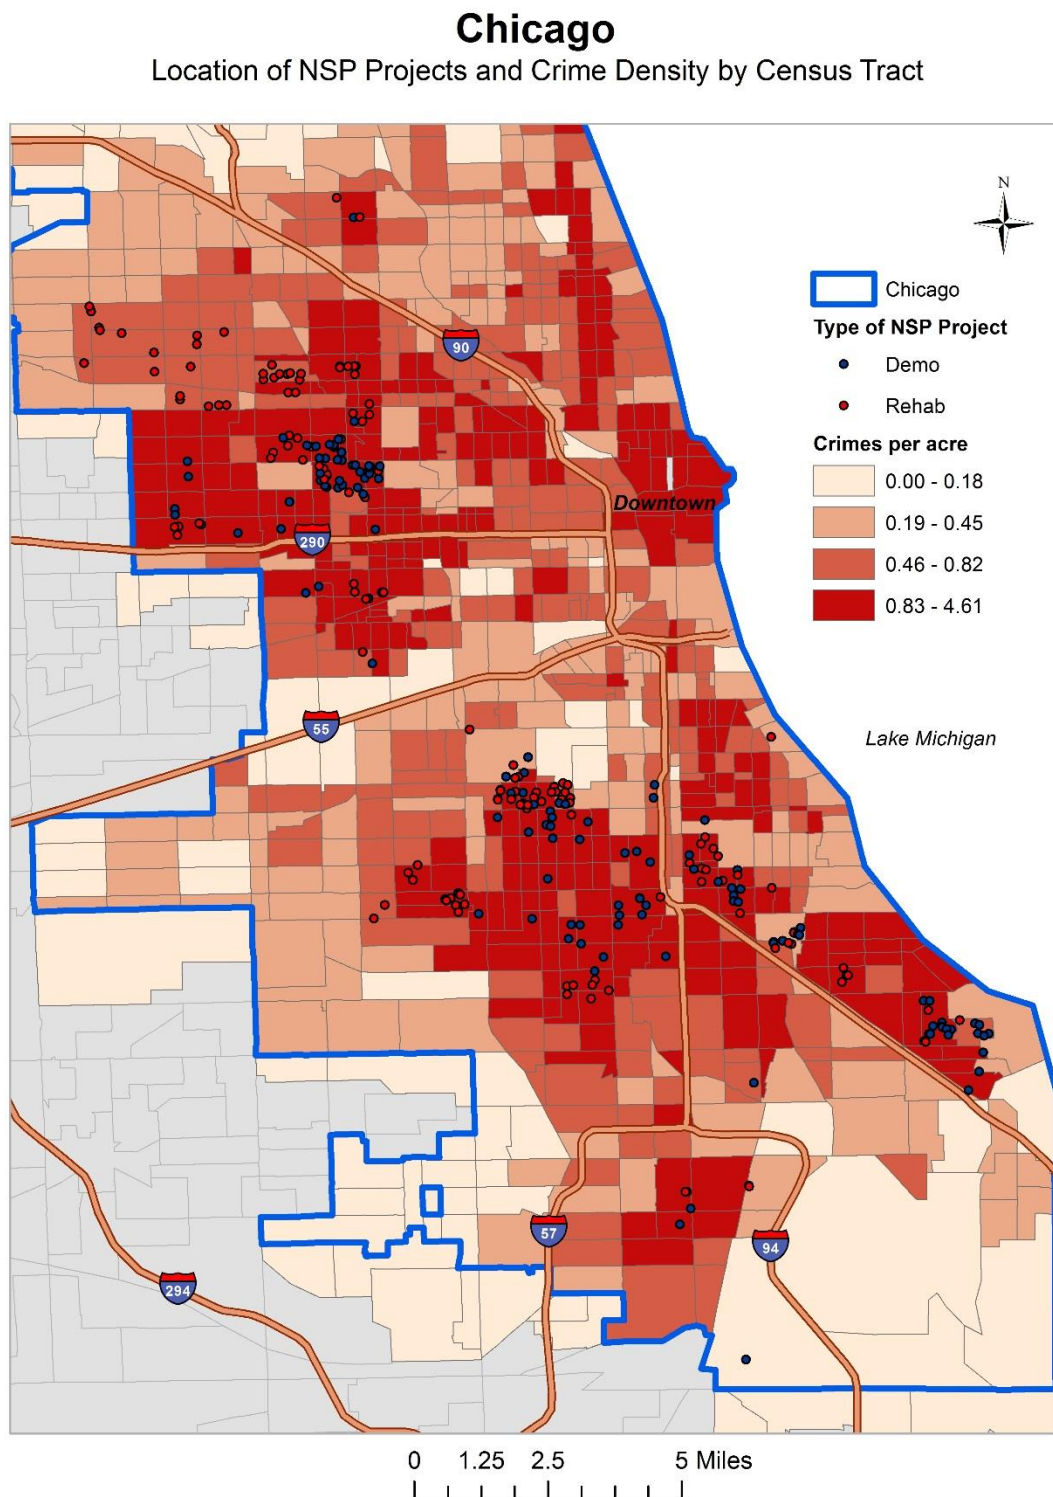 Chicago
Location of NSP Projects and Crime Density by Census Tract
N
Chicago
Type of NSP Project
Demo
Rehab
Crimes per acre
0.00 - 0.18
0.19 - 0.45
0.46 - 0.82
0.83 - 4.61
90
Downtown
290
55
Lake Michigan
57
94
294
0 1.25 2.5 5 Miles